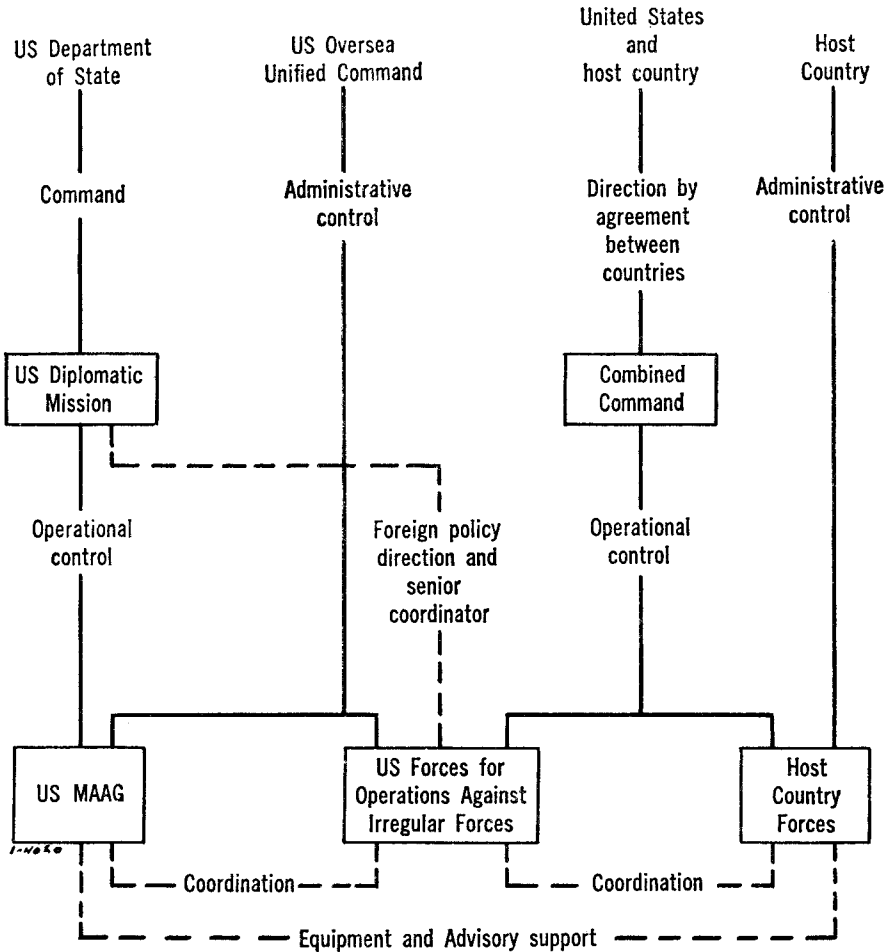 US Department
of State
US Oversea
Unified Command
United States
and
host country
Host
Country
Command
Administrative
control
Direction by
agreement
between
countries
Administrative
control
US Diplomatic
Mission
Combined
Command
Operational
control
Foreign policy
direction and
senior
coordinator
Operational
control
US MAAG
US Forces for
Operations Against
Irregular Forces
Host
Country
Forces
Coordination
Coordination
Equipment and Advisory support